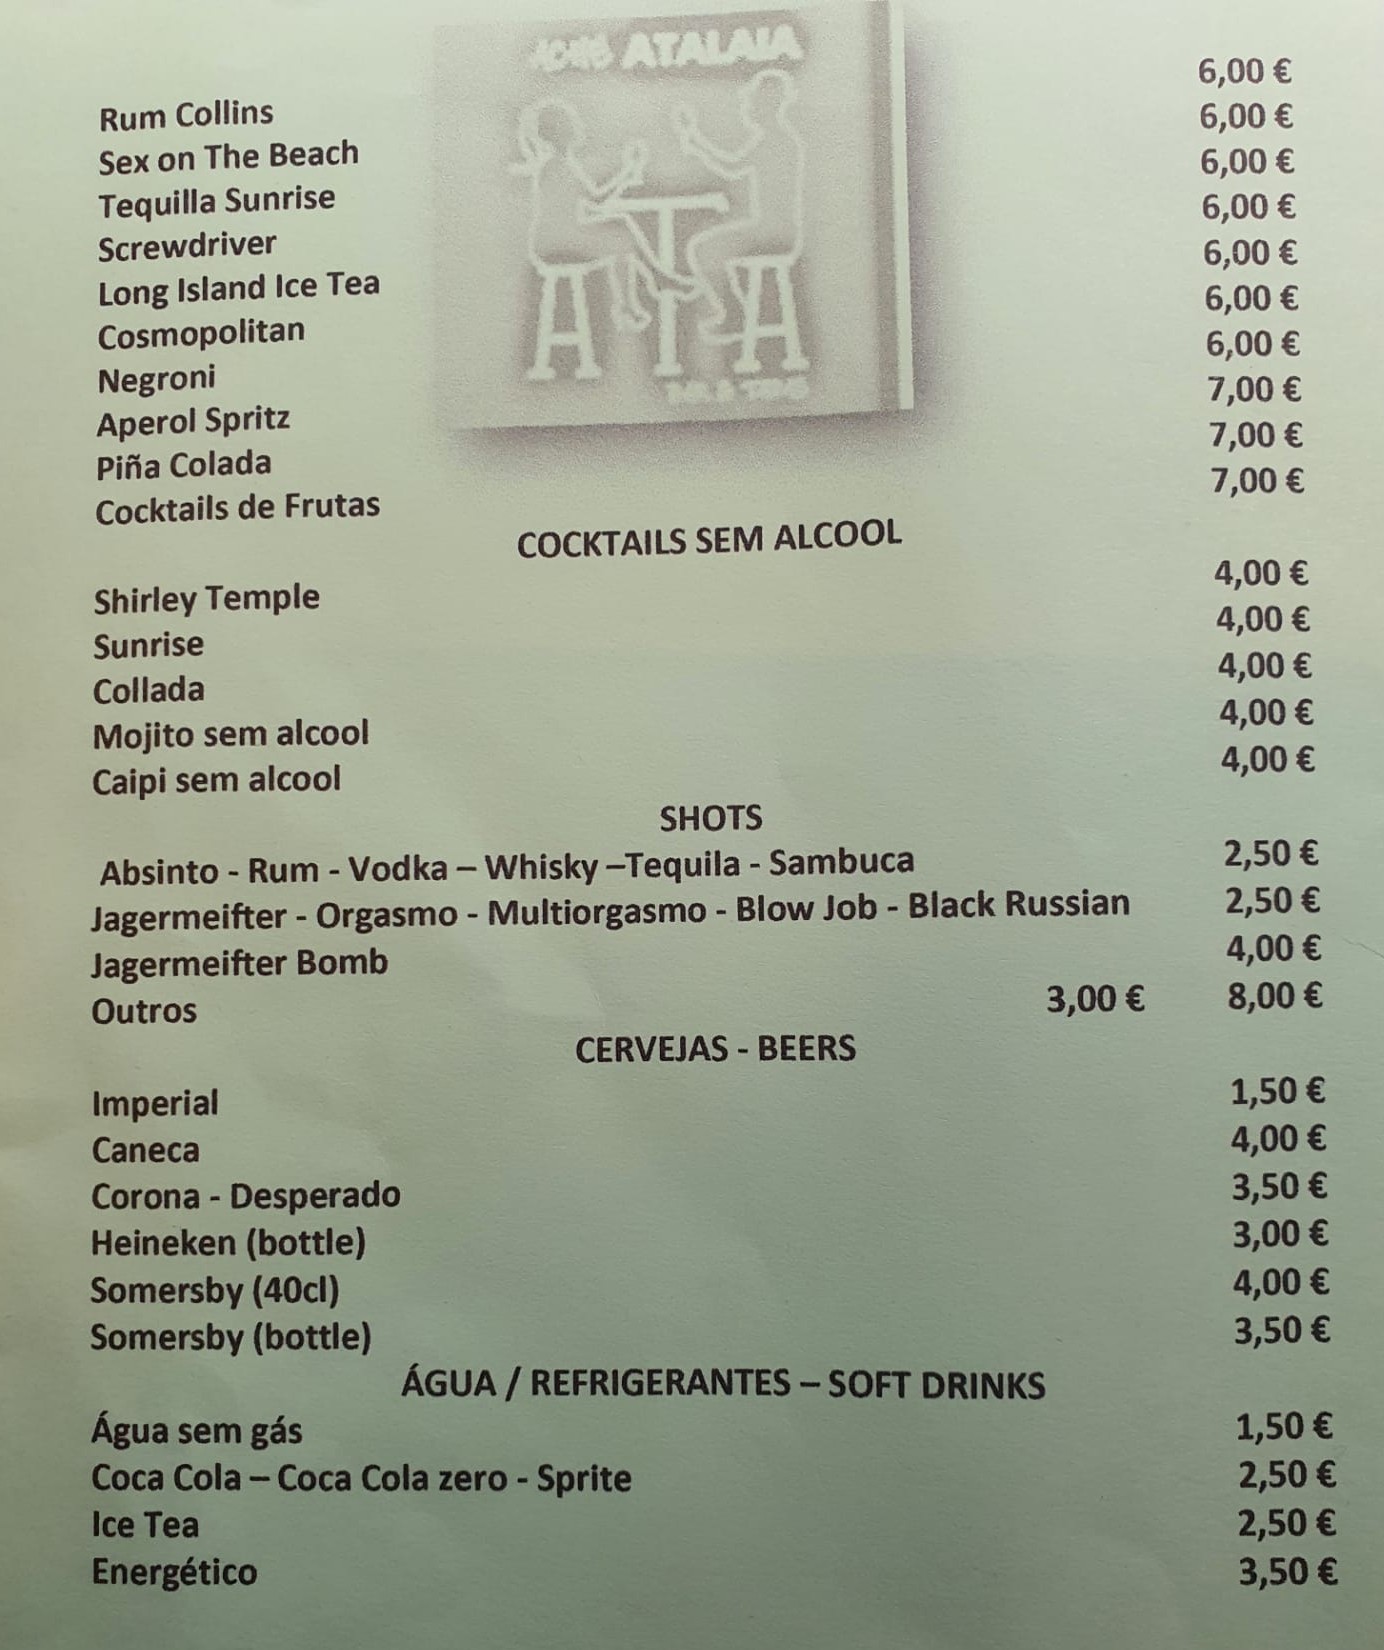 ATALAIA
Rum Collins 6,00 €
Sex on The Beach 6,00 €
Tequilla Sunrise 6,00 €
Screwdriver 6,00 €
Long Island Ice Tea 6,00 €
Cosmopolitan 6,00 €
Negroni 6,00 €
Aperol Spritz 7,00 €
Piña Colada 7,00 €
Cocktails de Frutas 7,00 €
COCKTAILS SEM ALCOOL
Shirley Temple 4,00 €
Sunrise 4,00 €
Collada 4,00 €
Mojito sem alcool 4,00 €
Caipi sem alcool 4,00 €
SHOTS
Absinto - Rum - Vodka – Whisky –Tequila - Sambuca 2,50 €
Jagermeifter - Orgasmo - Multiorgasmo - Blow Job - Black Russian 2,50 €
Jagermeifter Bomb 4,00 €
Outros 3,00 € 8,00 €
CERVEJAS - BEERS
Imperial 1,50 €
Caneca 4,00 €
Corona - Desperado 3,50 €
Heineken (bottle) 3,00 €
Somersby (40cl) 4,00 €
Somersby (bottle) 3,50 €
ÁGUA / REFRIGERANTES – SOFT DRINKS
Água sem gás 1,50 €
Coca Cola – Coca Cola zero - Sprite 2,50 €
Ice Tea 2,50 €
Energético 3,50 €